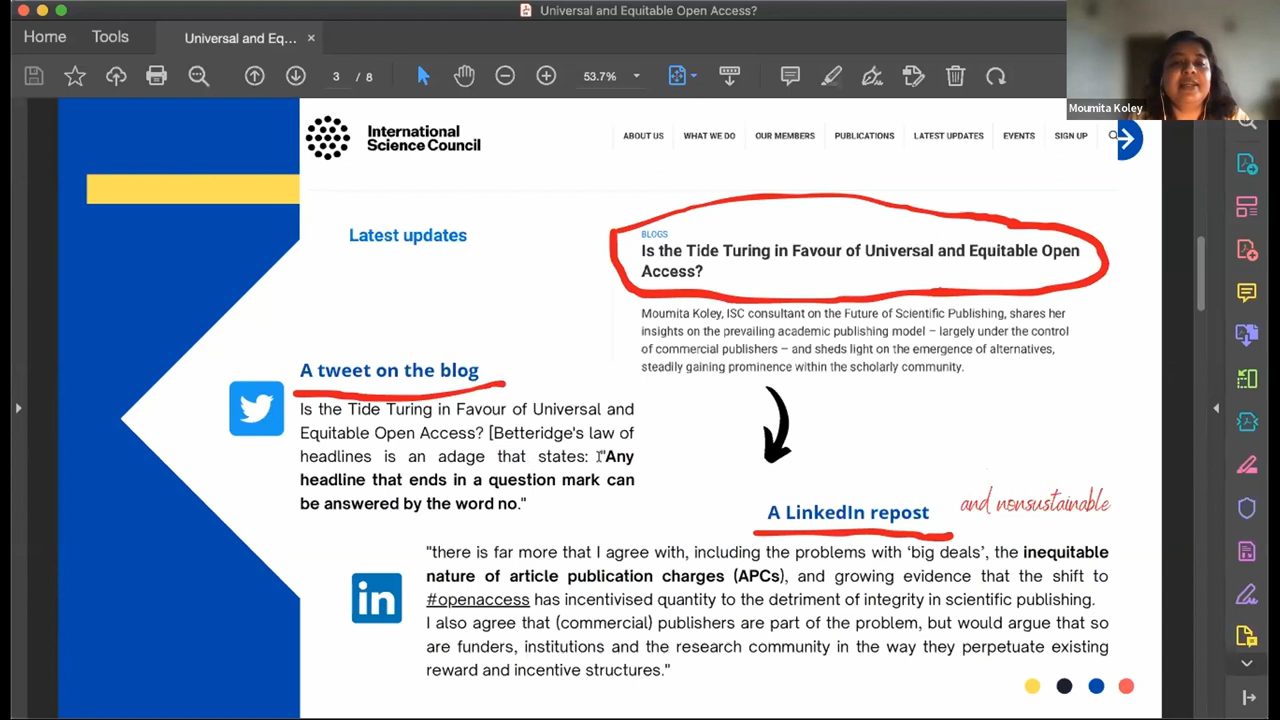 Universal and Equitable Open Access?
Home
Tools
Universal and Eq... ×
3 / 8
53.7%
Moumita Koley
International
Science Council
ABOUT US
WHAT WE DO
OUR MEMBERS
PUBLICATIONS
LATEST UPDATES
EVENTS
SIGN UP
Latest updates
BLOGS
Is the Tide Turing in Favour of Universal and Equitable Open
Access?
Moumita Koley, ISC consultant on the Future of Scientific Publishing, shares her
insights on the prevailing academic publishing model – largely under the control
of commercial publishers – and sheds light on the emergence of alternatives,
steadily gaining prominence within the scholarly community.
A tweet on the blog
Is the Tide Turing in Favour of Universal and
Equitable Open Access? [Betteridge's law of
headlines is an adage that states: "Any
headline that ends in a question mark can
be answered by the word no."
A LinkedIn repost
and nonsustainable
"there is far more that I agree with, including the problems with ‘big deals’, the inequitable
nature of article publication charges (APCs), and growing evidence that the shift to
#openaccess has incentivised quantity to the detriment of integrity in scientific publishing.
I also agree that (commercial) publishers are part of the problem, but would argue that so
are funders, institutions and the research community in the way they perpetuate existing
reward and incentive structures."
in